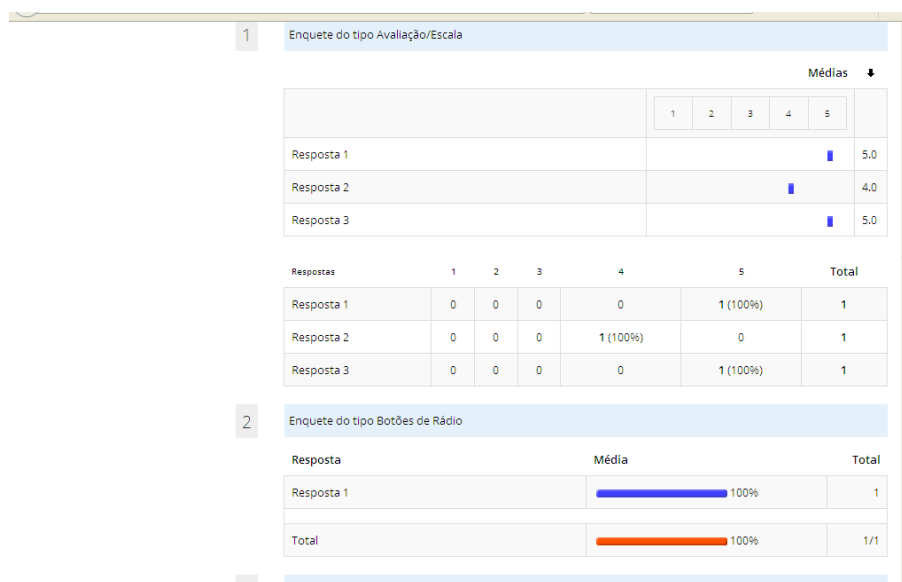 1 Enquete do tipo Avaliação/Escala
Médias
1 2 3 4 5
Resposta 1 5.0
Resposta 2 4.0
Resposta 3 5.0
Respostas 1 2 3 4 5 Total
Resposta 1 0 0 0 0 1 (100%) 1
Resposta 2 0 0 0 1 (100%) 0 1
Resposta 3 0 0 0 0 1 (100%) 1
2 Enquete do tipo Botões de Rádio
Resposta Média Total
Resposta 1 100% 1
Total 100% 1/1